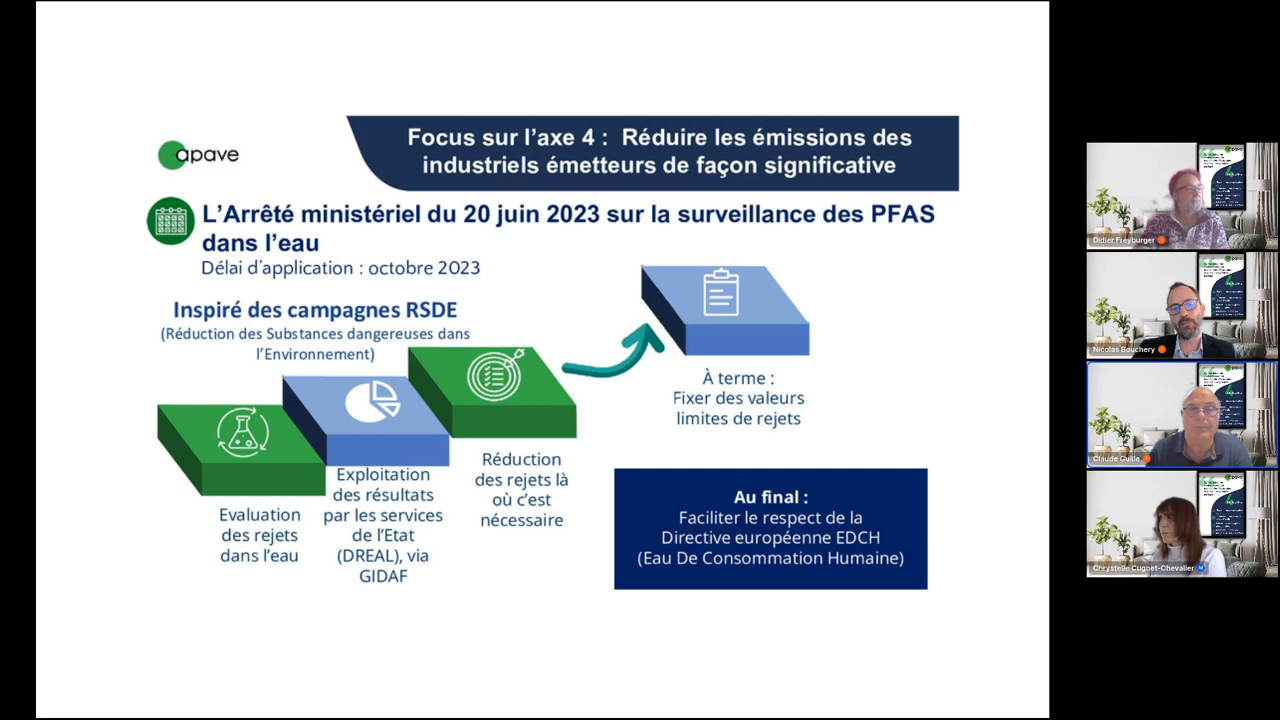 apave
Focus sur l'axe 4 : Réduire les émissions des
industriels émetteurs de façon significative
L'Arrêté ministériel du 20 juin 2023 sur la surveillance des PFAS
dans l'eau
Délai d'application : octobre 2023
Inspiré des campagnes RSDE
(Réduction des Substances dangereuses dans
l'Environnement)
Evaluation
des rejets
dans l'eau
Exploitation
des résultats
par les services
de l'Etat
(DREAL), via
GIDAF
Réduction
des rejets là
où c'est
nécessaire
À terme :
Fixer des valeurs
limites de rejets
Au final :
Faciliter le respect de la
Directive européenne EDCH
(Eau De Consommation Humaine)
Didier Freyburger
Nicolas Bouchery
Claude Guille
Chrystelle Cugnet-Chevalier